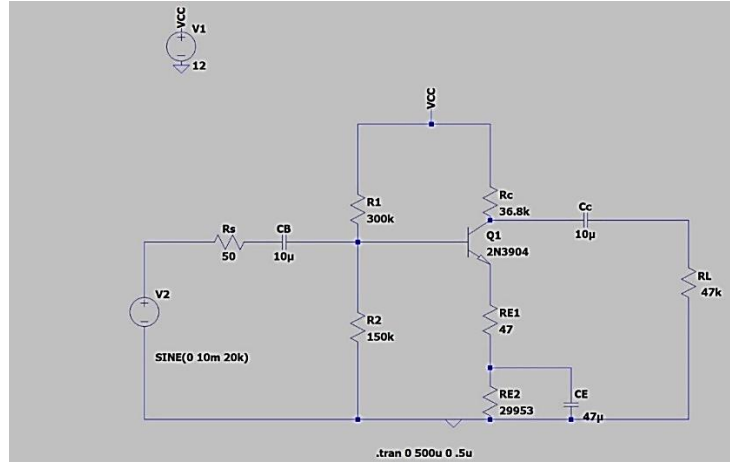 VCC
V1
12
VCC
R1
300k
Rc
36.8k
Cc
10µ
Rs
50
CB
10µ
Q1
2N3904
RL
47k
V2
SINE(0 10m 20k)
R2
150k
RE1
47
RE2
29953
CE
47µ
.tran 0 500u 0 .5u